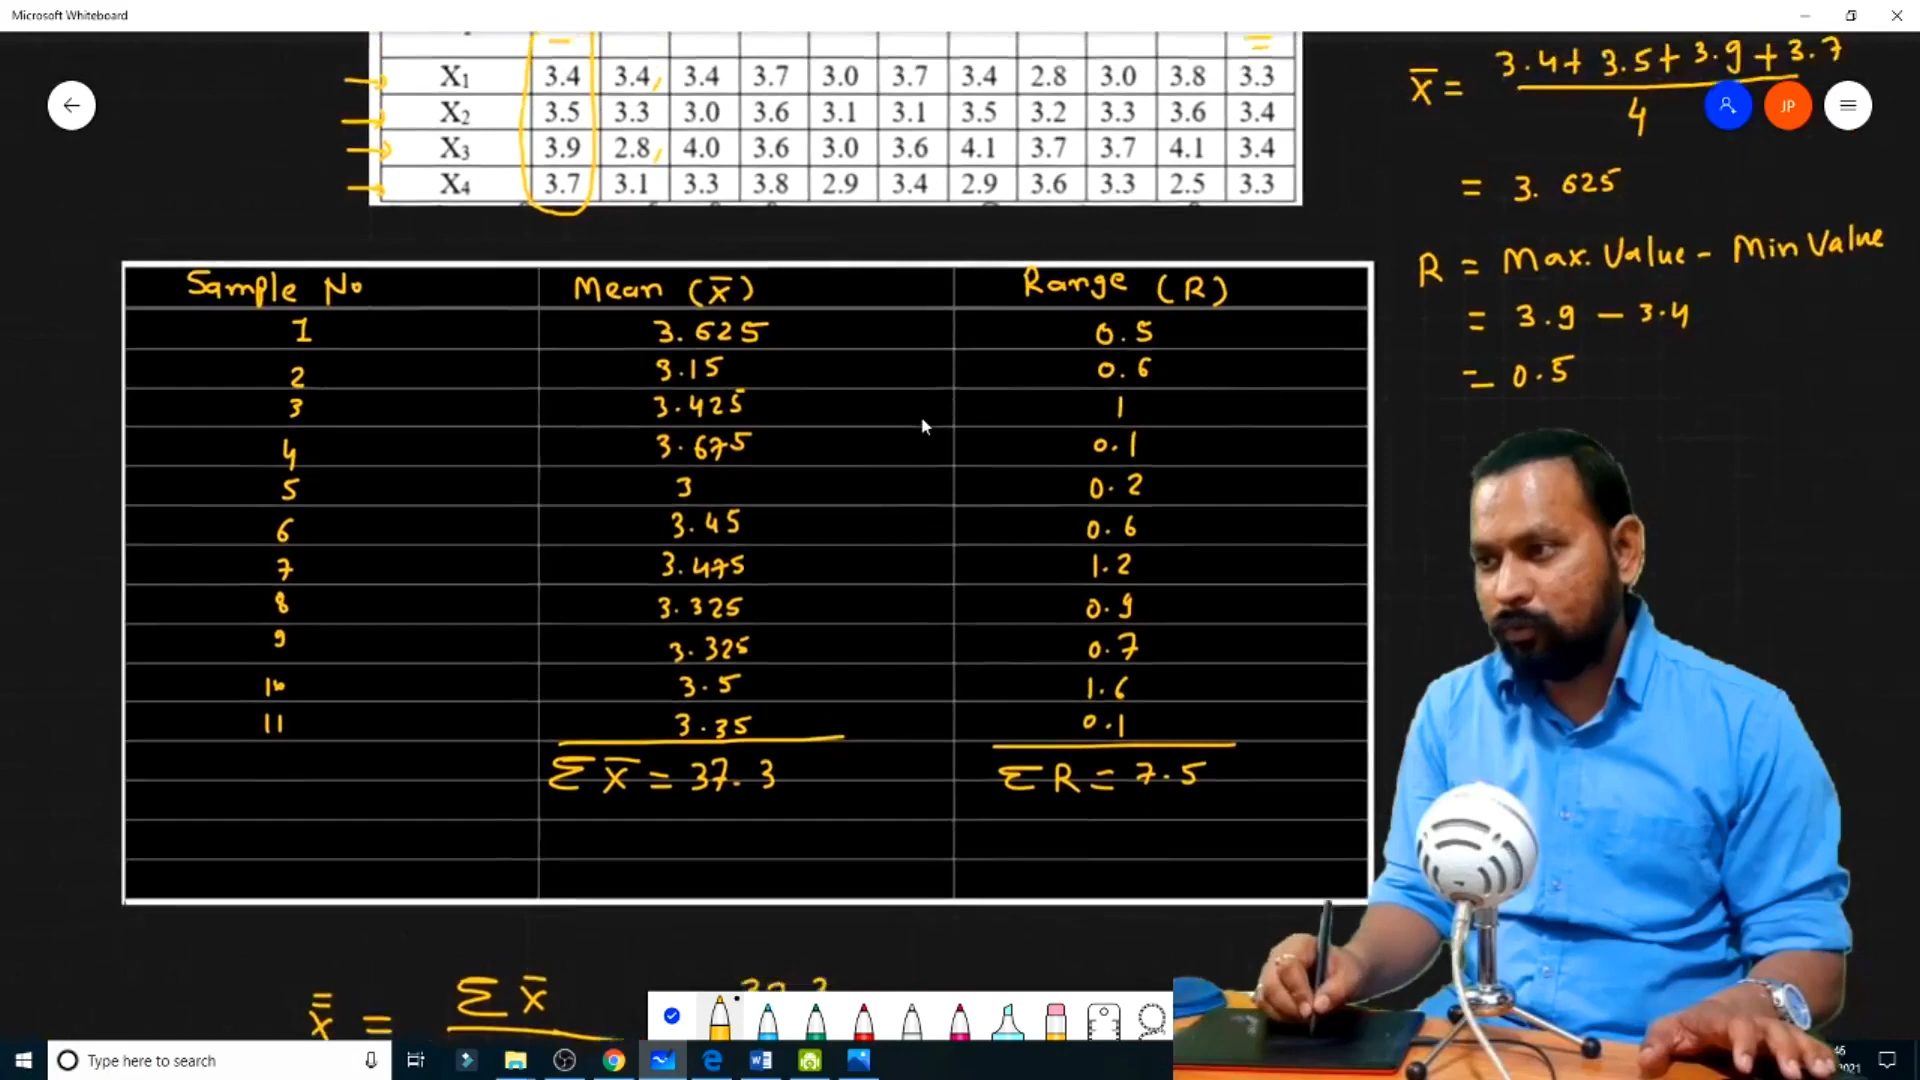 Microsoft Whiteboard
X1 3.4 3.4, 3.4 3.7 3.0 3.7 3.4 2.8 3.0 3.8 3.3
X2 3.5 3.3 3.0 3.6 3.1 3.1 3.5 3.2 3.3 3.6 3.4
X3 3.9 2.8, 4.0 3.6 3.0 3.6 4.1 3.7 3.7 4.1 3.4
X4 3.7 3.1 3.3 3.8 2.9 3.4 2.9 3.6 3.3 2.5 3.3
3.4+ 3.5+ 3.9 + 3.7
x̄ =
4
JP
= 3.625
R = Max. Value - Min Value
= 3.9 - 3.4
= 0.5
Sample No Mean (x̄) Range (R)
1 3.625 0.5
2 3.15 0.6
3 3.425 1
4 3.675 0.1
5 3 0.2
6 3.45 0.6
7 3.475 1.2
8 3.325 0.9
9 3.325 0.7
10 3.5 1.6
11 3.35 0.1
Σ x̄ = 37.3 Σ R = 7.5
Σ x̄
x̿ =
Type here to search